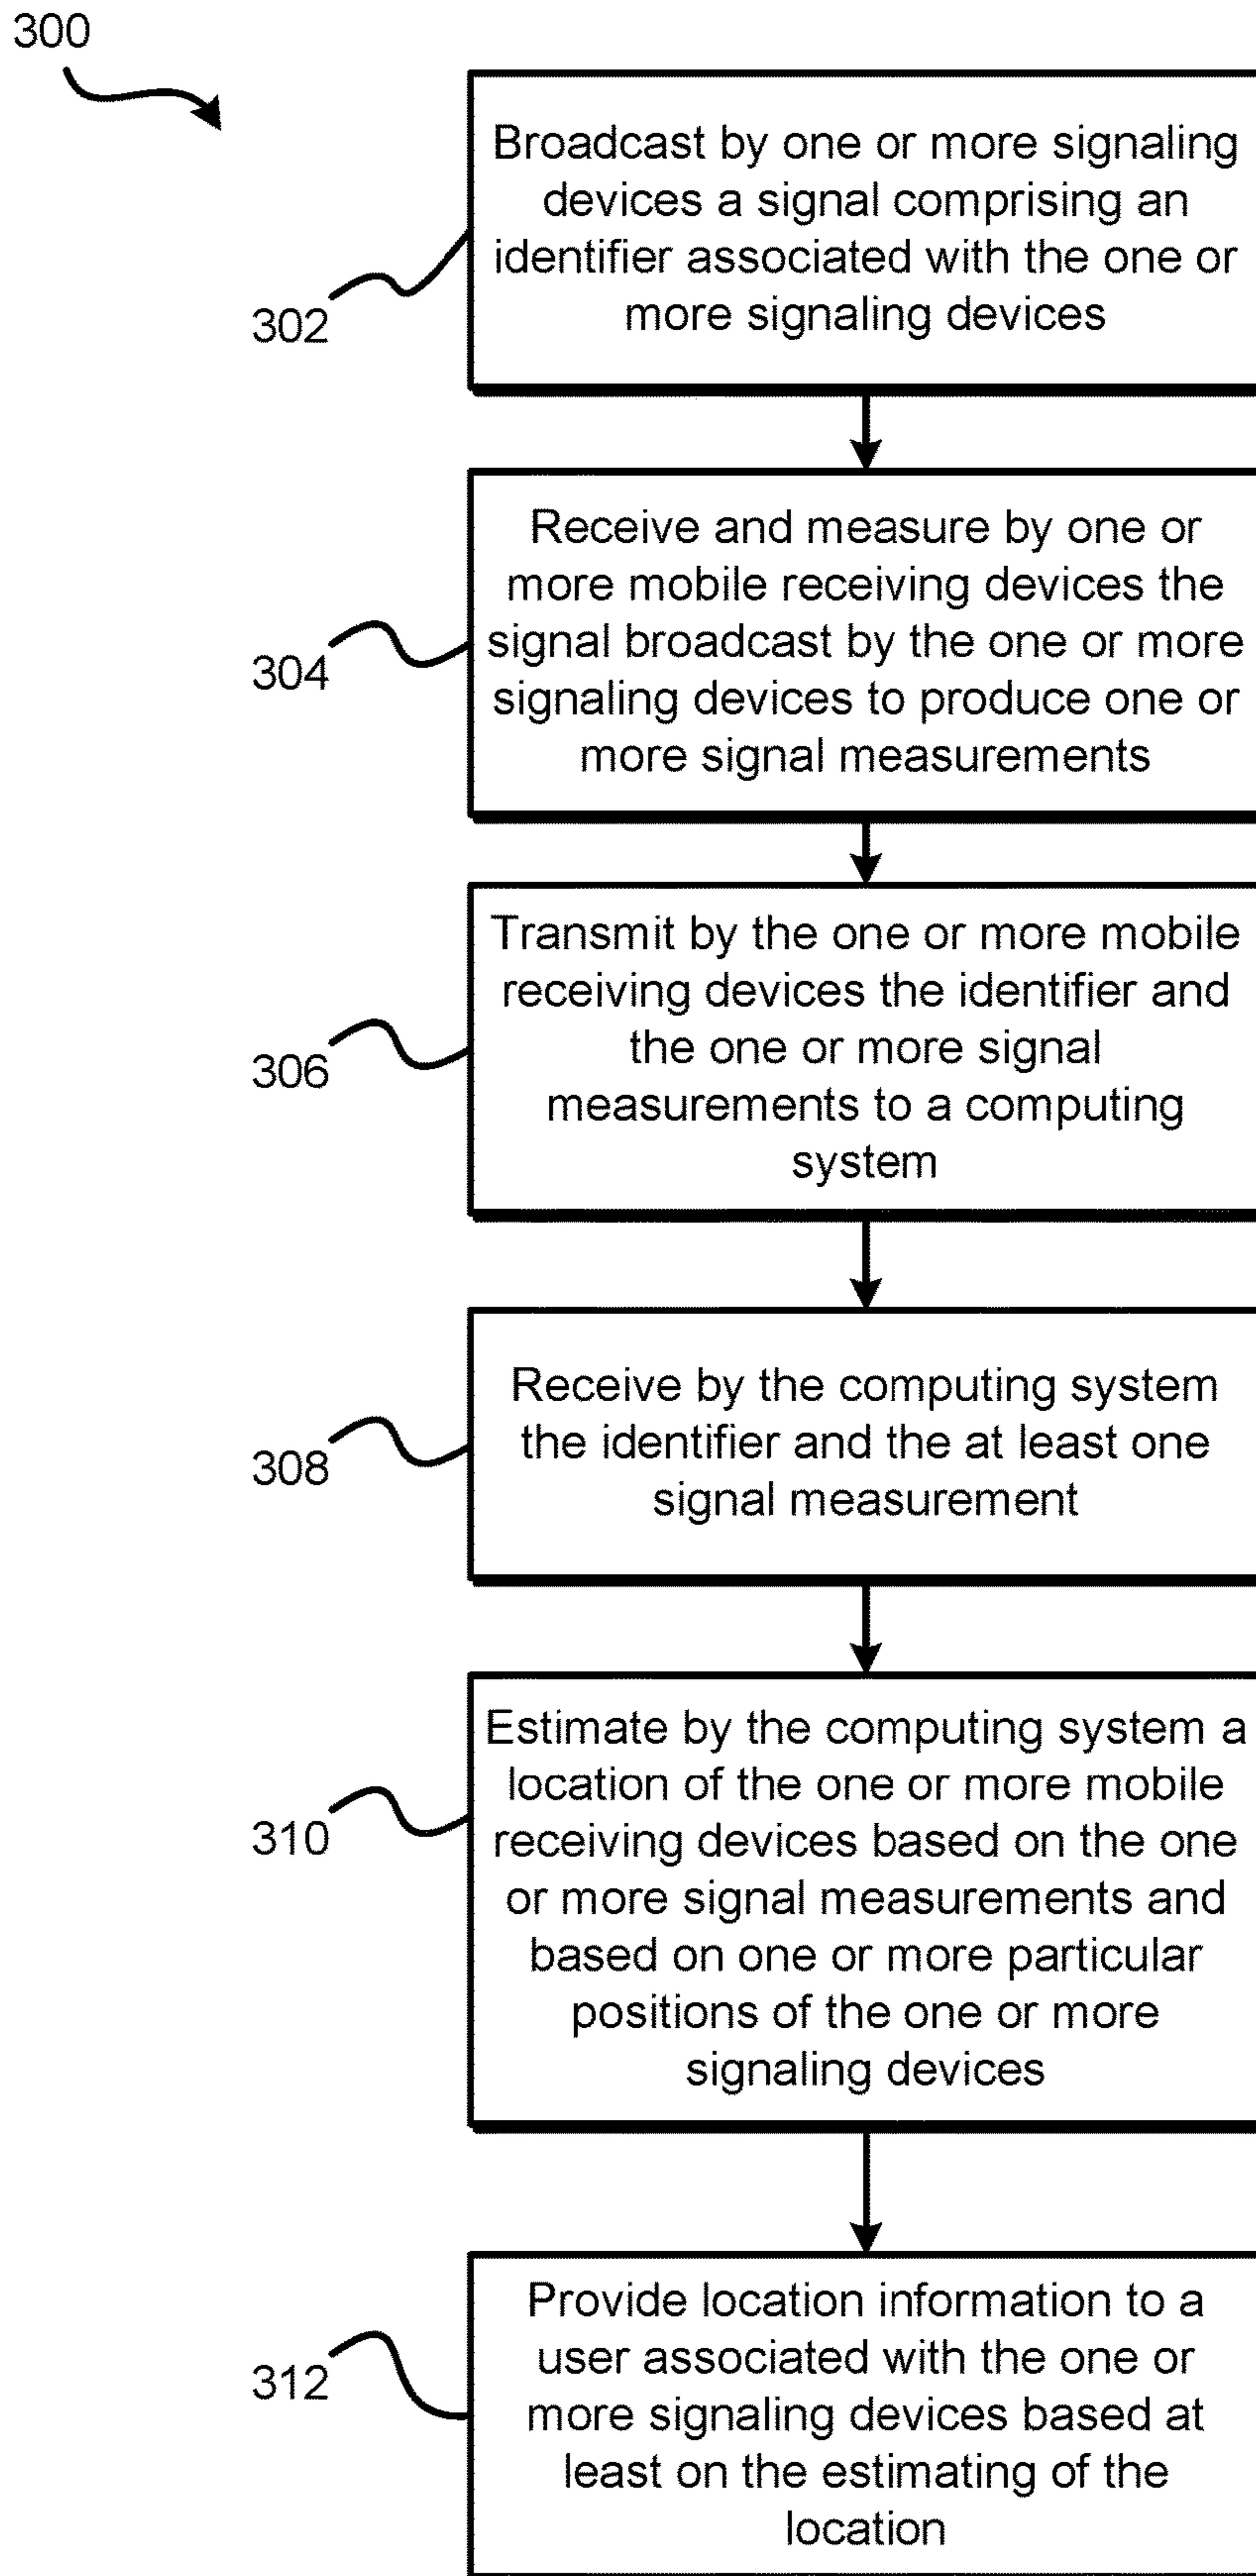 300
Broadcast by one or more signaling
devices a signal comprising an
identifier associated with the one or
more signaling devices
302
Receive and measure by one or
more mobile receiving devices the
signal broadcast by the one or more
signaling devices to produce one or
more signal measurements
304
Transmit by the one or more mobile
receiving devices the identifier and
the one or more signal
measurements to a computing
system
306
Receive by the computing system
the identifier and the at least one
signal measurement
308
Estimate by the computing system a
location of the one or more mobile
receiving devices based on the one
or more signal measurements and
based on one or more particular
positions of the one or more
signaling devices
310
Provide location information to a
user associated with the one or
more signaling devices based at
least on the estimating of the
location
312